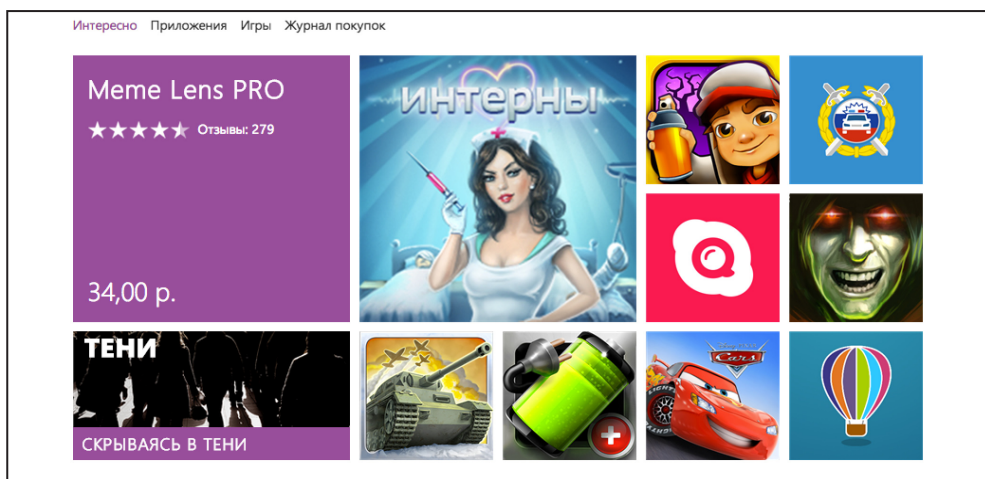 Интересно Приложения Игры Журнал покупок
Meme Lens PRO
Отзывы: 279
34,00 р.
интерны
ТЕНИ
СКРЫВАЯСЬ В ТЕНИ
Cars